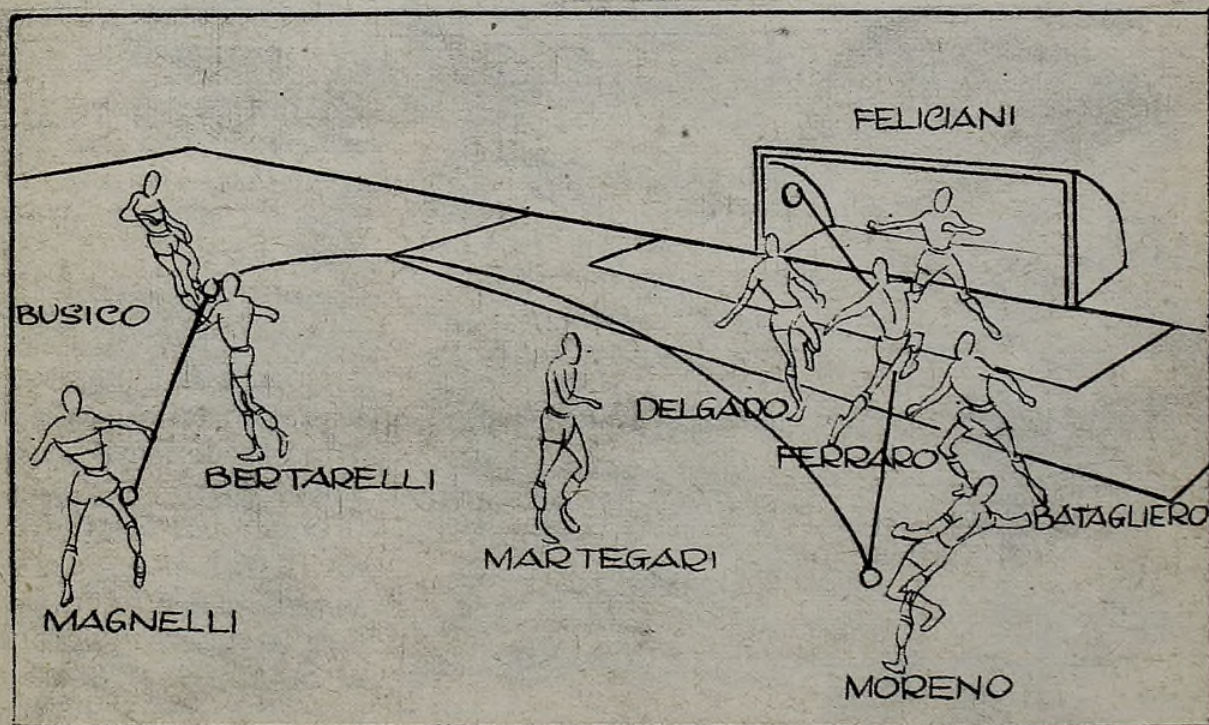 FELICIANI
BUSICO
DELGADO
FERRARO
BERTARELLI
BATAGLIERO
MARTEGARI
MAGNELLI
MORENO